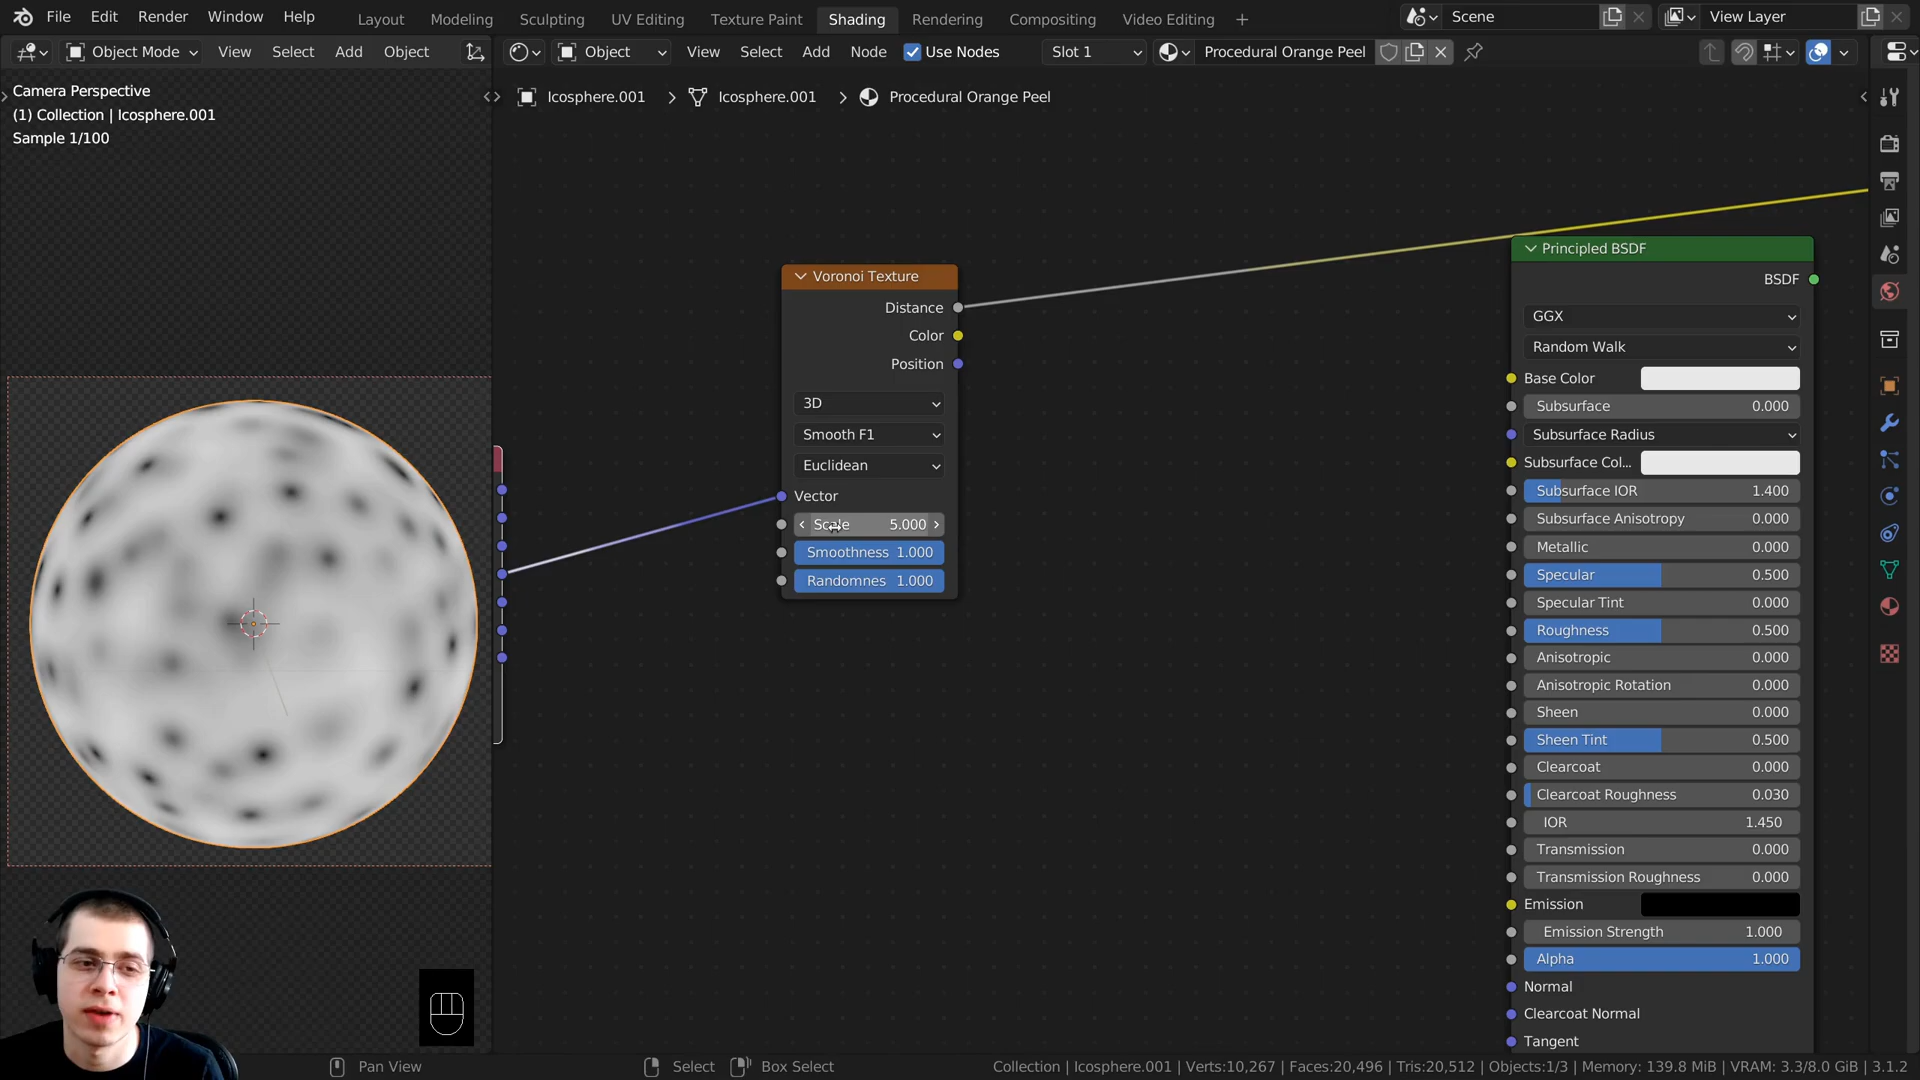 File Edit Render Window Help Layout Modeling Sculpting UV Editing Texture Paint Shading Rendering Compositing Video Editing + Scene View Layer
Object Mode View Select Add Object Object View Select Add Node Use Nodes Slot 1 Procedural Orange Peel
Camera Perspective
(1) Collection | Icosphere.001
Sample 1/100
Icosphere.001 > Icosphere.001 > Procedural Orange Peel
Voronoi Texture
Distance
Color
Position
3D
Smooth F1
Euclidean
Vector
Scale 5.000
Smoothness 1.000
Randomnes 1.000
Principled BSDF
BSDF
GGX
Random Walk
Base Color
Subsurface 0.000
Subsurface Radius
Subsurface Col...
Subsurface IOR 1.400
Subsurface Anisotropy 0.000
Metallic 0.000
Specular 0.500
Specular Tint 0.000
Roughness 0.500
Anisotropic 0.000
Anisotropic Rotation 0.000
Sheen 0.000
Sheen Tint 0.500
Clearcoat 0.000
Clearcoat Roughness 0.030
IOR 1.450
Transmission 0.000
Transmission Roughness 0.000
Emission
Emission Strength 1.000
Alpha 1.000
Normal
Clearcoat Normal
Tangent
Pan View Select Box Select Collection | Icosphere.001 | Verts:10,267 | Faces:20,496 | Tris:20,512 | Objects:1/3 | Memory: 139.8 MiB | VRAM: 3.3/8.0 GiB | 3.1.2